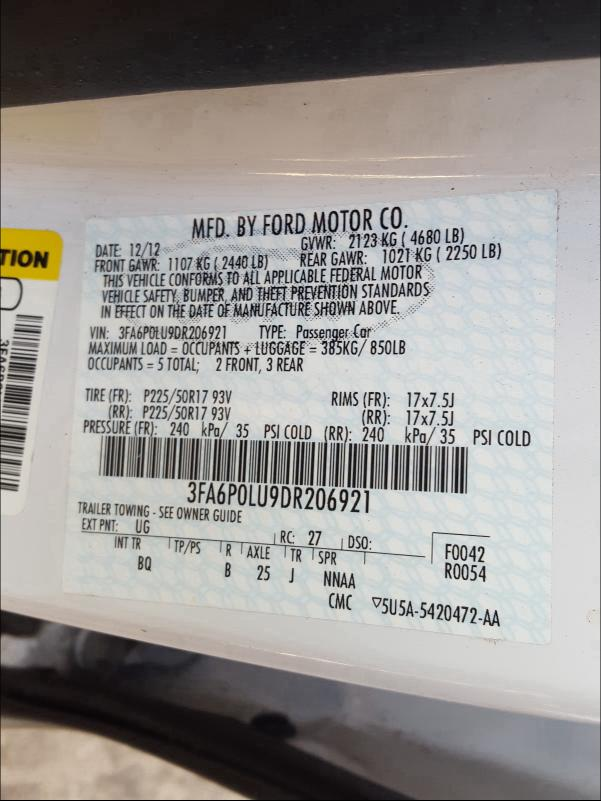 MFD. BY FORD MOTOR CO.
DATE: 12/12 GVWR: 2123 KG ( 4680 LB)
FRONT GAWR: 1107 KG ( 2440 LB) REAR GAWR: 1021 KG ( 2250 LB)
THIS VEHICLE CONFORMS TO ALL APPLICABLE FEDERAL MOTOR
VEHICLE SAFETY, BUMPER, AND THEFT PREVENTION STANDARDS
IN EFFECT ON THE DATE OF MANUFACTURE SHOWN ABOVE.
VIN: 3FA6P0LU9DR206921 TYPE: Passenger Car
MAXIMUM LOAD = OCCUPANTS + LUGGAGE = 385KG/ 850LB
OCCUPANTS = 5 TOTAL; 2 FRONT, 3 REAR
TIRE (FR): P225/50R17 93V RIMS (FR): 17x7.5J
(RR): P225/50R17 93V (RR): 17x7.5J
PRESSURE (FR): 240 kPa/ 35 PSI COLD (RR): 240 kPa/ 35 PSI COLD
3FA6P0LU9DR206921
TRAILER TOWING - SEE OWNER GUIDE
EXT PNT: UG RC: 27 DSO: F0042
INT TR TP/PS R AXLE TR SPR R0054
BQ B 25 J NNAA
CMC ▽5U5A-5420472-AA